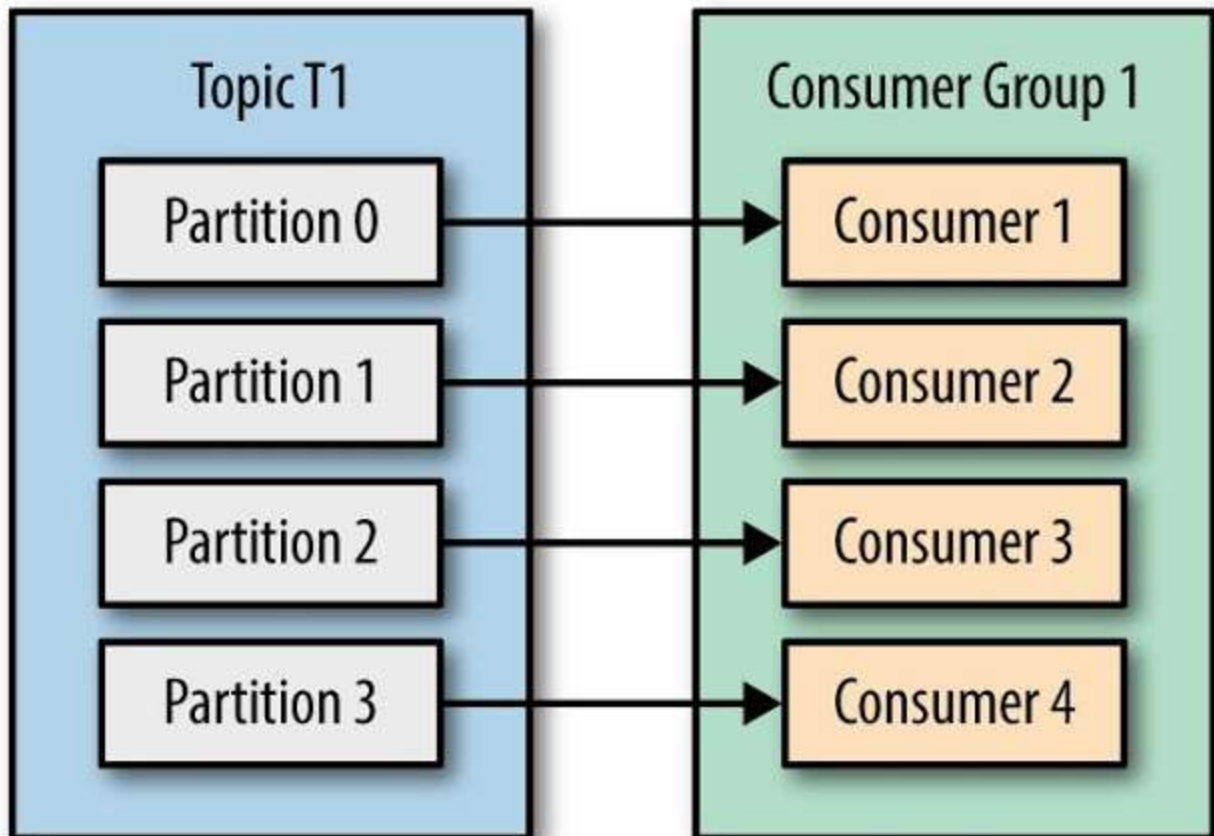 Topic T1
Partition 0
Partition 1
Partition 2
Partition 3
Consumer Group 1
Consumer 1
Consumer 2
Consumer 3
Consumer 4